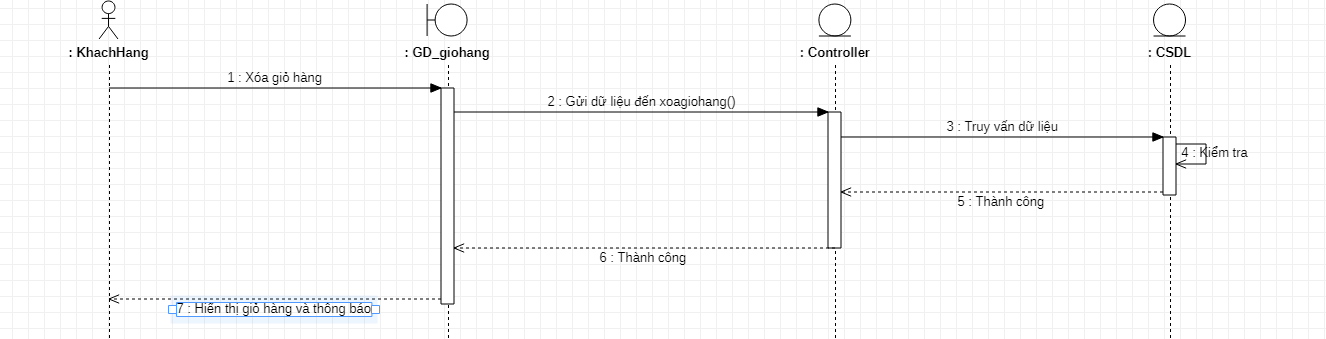 : KhachHang
: GD_giohang
: Controller
: CSDL
1 : Xóa giỏ hàng
2 : Gửi dữ liệu đến xoagiohang()
3 : Truy vấn dữ liệu
4 : Kiểm tra
5 : Thành công
6 : Thành công
7 : Hiển thị giỏ hàng và thông báo